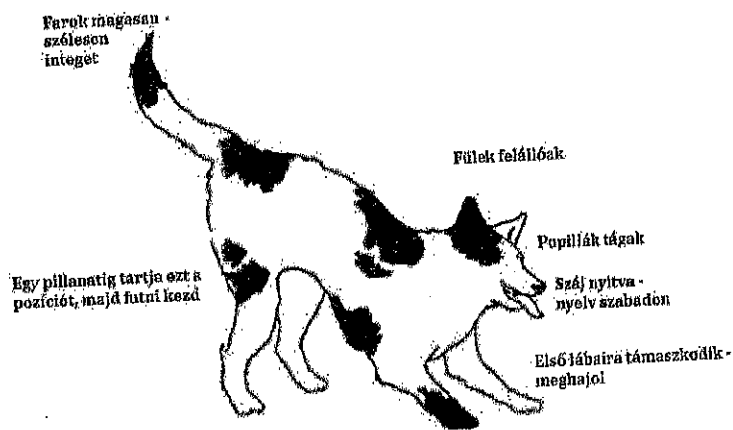 Farok magasan -
szélesen
integet
Fülek felállóak
Pupillák tágak
Egy pillanatig tartja ezt a
pozíciót, majd futni kezd
Száj nyitva -
nyelv szabadon
Első lábaira támaszkodik -
meghajol